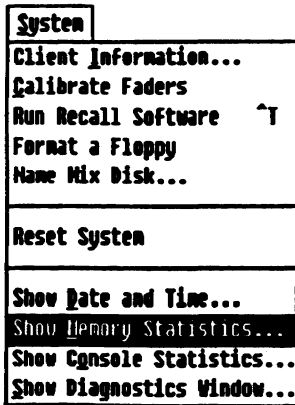 System
Client Information...
Calibrate Faders
Run Recall Software ^T
Format a Floppy
Name Mix Disk...
Reset System
Show Date and Time...
Show Memory Statistics...
Show Console Statistics...
Show Diagnostics Window...